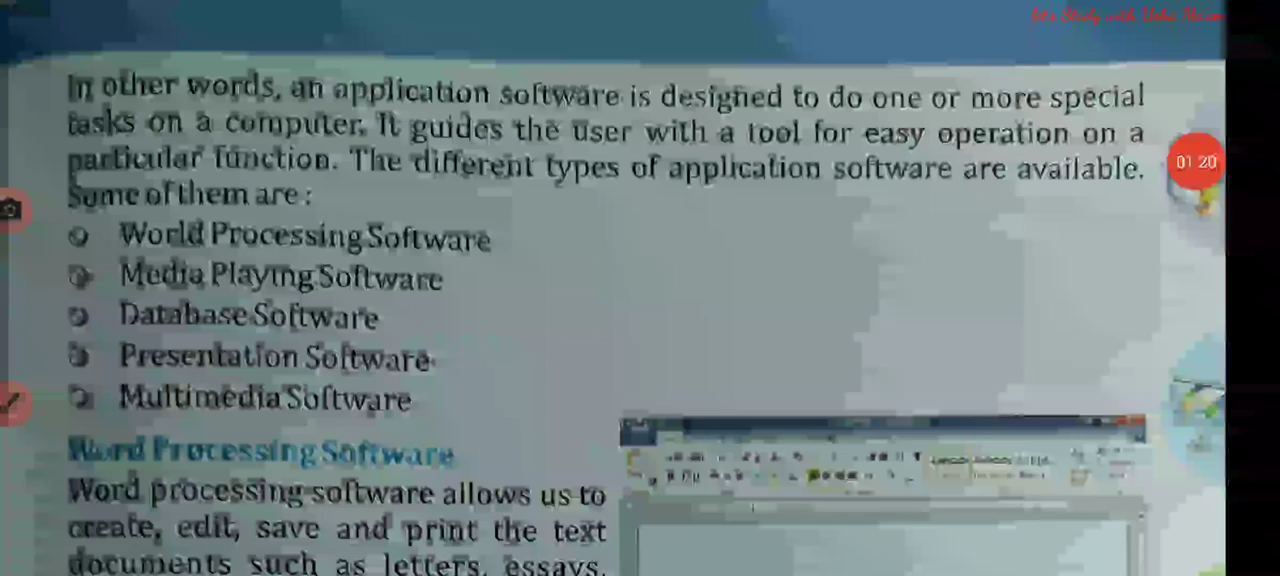 Let's Study with
In other words, an application software is designed to do one or more special
tasks on a computer. It guides the user with a tool for easy operation on a
particular function. The different types of application software are available.
Some of them are :
World Processing Software
Media Playing Software
Database Software
Presentation Software
Multimedia Software
Word Processing Software
Word processing software allows us to
create, edit, save and print the text
documents such as letters, essays,
01:20